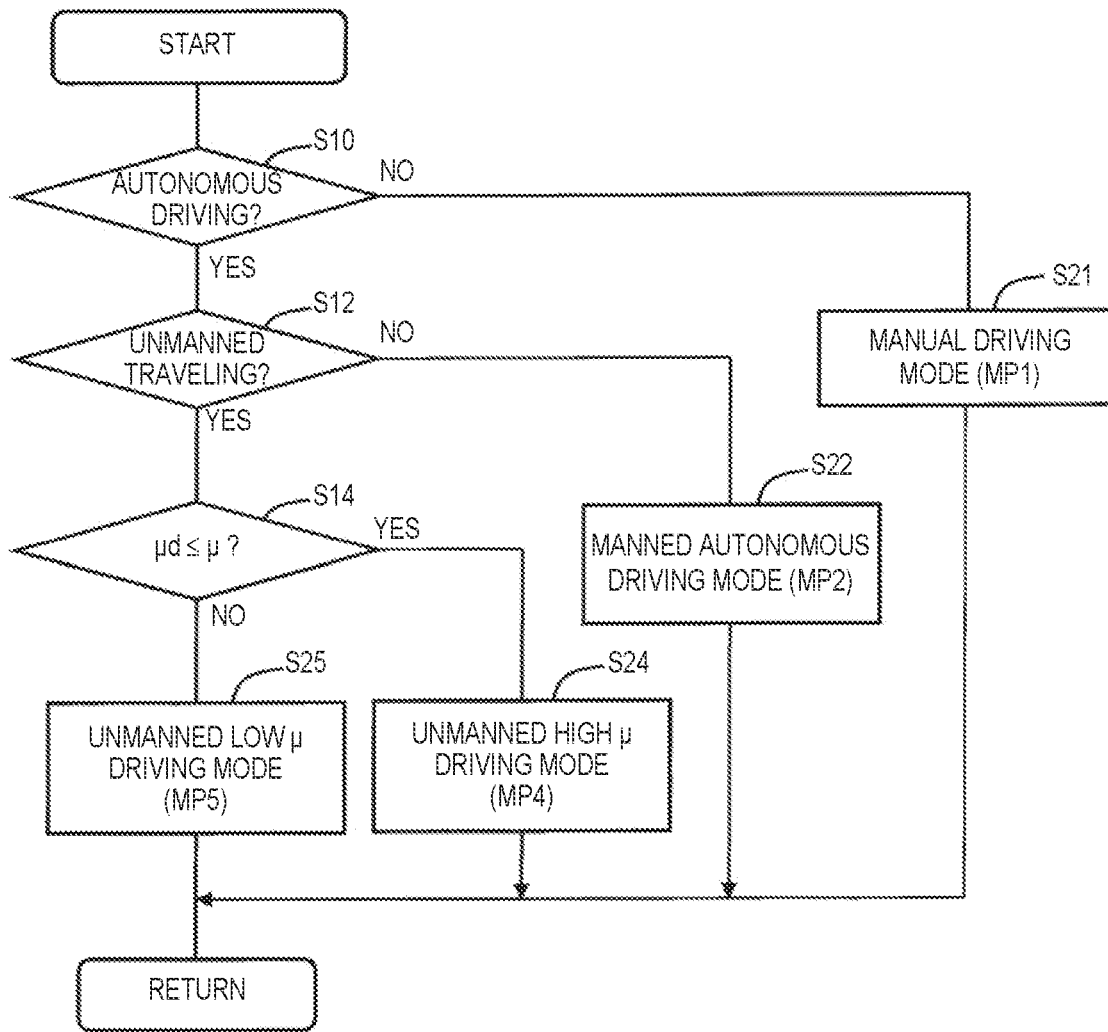 START
S10
AUTONOMOUS
DRIVING?
NO
YES
S12
UNMANNED
TRAVELING?
NO
YES
S21
MANUAL DRIVING
MODE (MP1)
S14
μd ≤ μ ?
YES
NO
S22
MANNED AUTONOMOUS
DRIVING MODE (MP2)
S25
UNMANNED LOW μ
DRIVING MODE
(MP5)
S24
UNMANNED HIGH μ
DRIVING MODE
(MP4)
RETURN